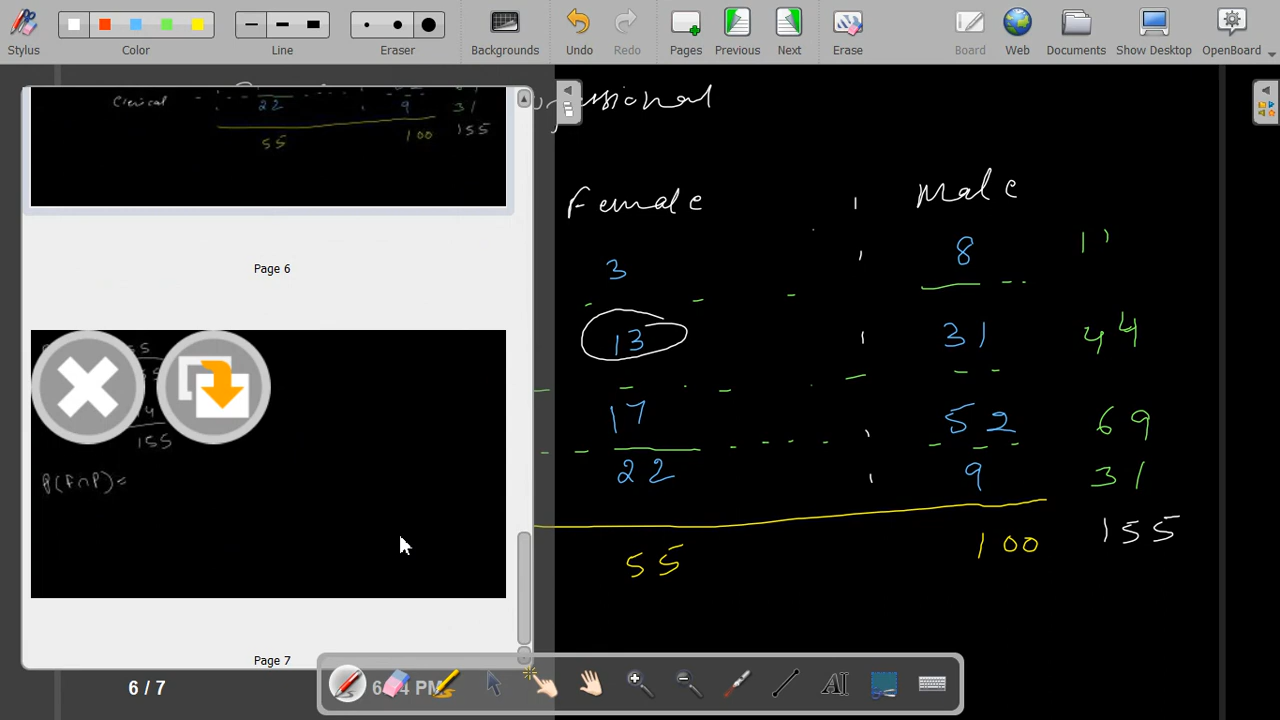 Stylus Color Line Eraser Backgrounds Undo Redo Pages Previous Next Erase Board Web Documents Show Desktop OpenBoard
Clerical 22 9 31
55 100 155
Page 6
55
155
P(F∩P)=
Page 7
Female Male
3 8 11
13 31 44
17 52 69
22 9 31
55 100 155
6 / 7